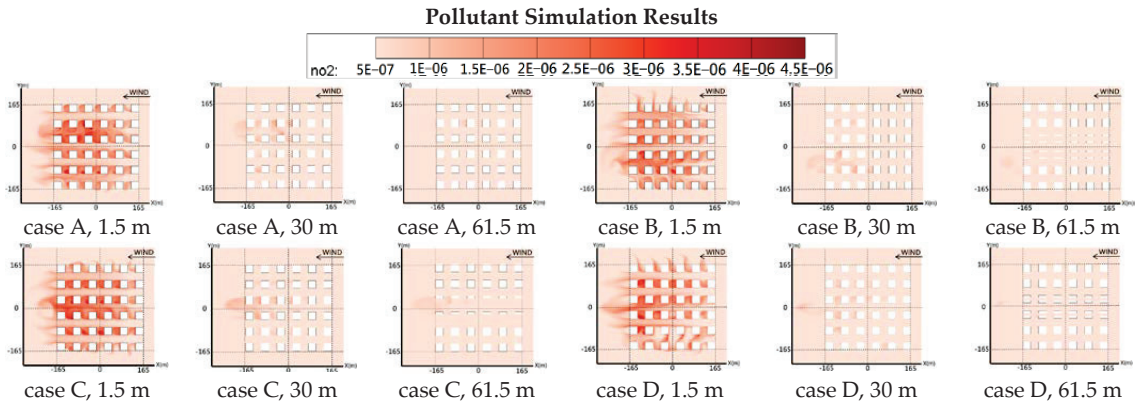 Pollutant Simulation Results
no2: 5E-07 1E-06 1.5E-06 2E-06 2.5E-06 3E-06 3.5E-06 4E-06 4.5E-06
Y(m) Y(m) Y(m) Y(m) Y(m) Y(m)
WIND WIND WIND WIND WIND WIND
165 165 165 165 165 165
0 0 0 0 0 0
-165 -165 -165 -165 -165 -165
X(m) X(m) X(m) X(m) X(m) X(m)
-165 0 165 -165 0 165 -165 0 165 -165 0 165 -165 0 165 -165 0 165
case A, 1.5 m case A, 30 m case A, 61.5 m case B, 1.5 m case B, 30 m case B, 61.5 m
Y(m) Y(m) Y(m) Y(m) Y(m) Y(m)
WIND WIND WIND WIND WIND WIND
165 165 165 165 165 165
0 0 0 0 0 0
-165 -165 -165 -165 -165 -165
X(m) X(m) X(m) X(m) X(m) X(m)
-165 0 165 -165 0 165 -165 0 165 -165 0 165 -165 0 165 -165 0 165
case C, 1.5 m case C, 30 m case C, 61.5 m case D, 1.5 m case D, 30 m case D, 61.5 m